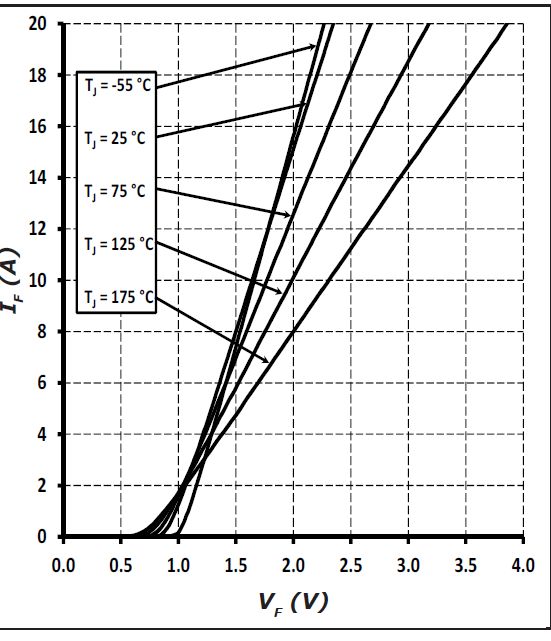 20
18
16
14
12
10
8
6
4
2
0
I_F (A)
T_J = -55 °C
T_J = 25 °C
T_J = 75 °C
T_J = 125 °C
T_J = 175 °C
0.0 0.5 1.0 1.5 2.0 2.5 3.0 3.5 4.0
V_F (V)